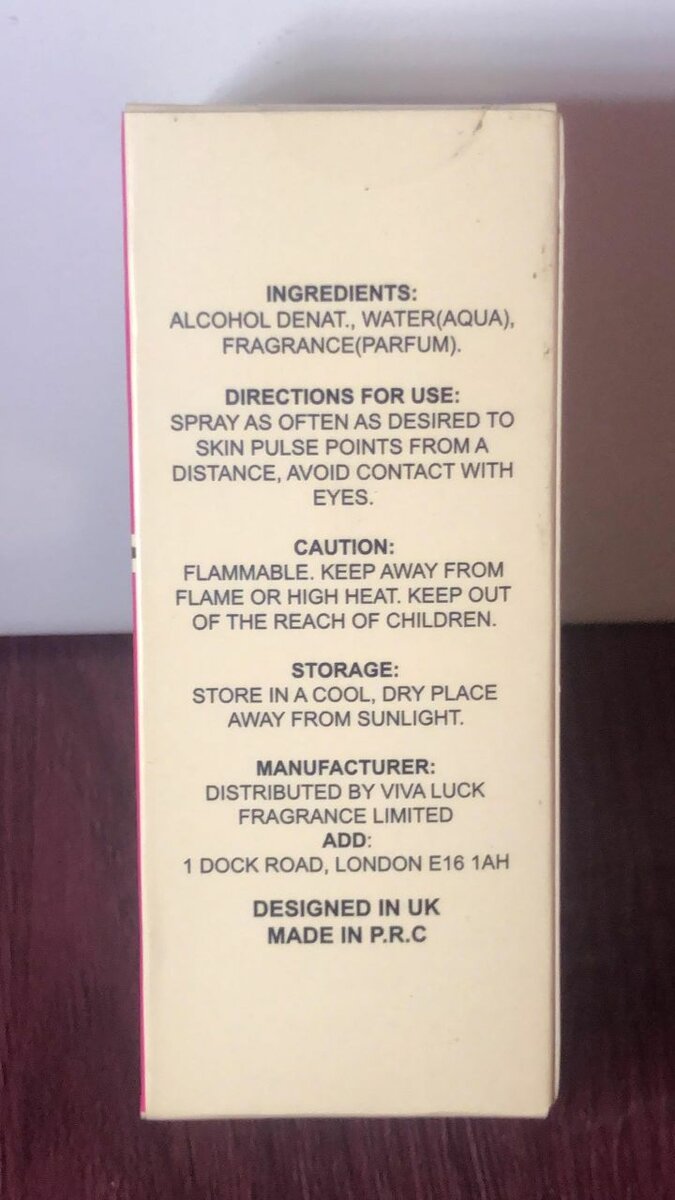 INGREDIENTS:
ALCOHOL DENAT., WATER(AQUA),
FRAGRANCE(PARFUM).
DIRECTIONS FOR USE:
SPRAY AS OFTEN AS DESIRED TO
SKIN PULSE POINTS FROM A
DISTANCE, AVOID CONTACT WITH
EYES.
CAUTION:
FLAMMABLE. KEEP AWAY FROM
FLAME OR HIGH HEAT. KEEP OUT
OF THE REACH OF CHILDREN.
STORAGE:
STORE IN A COOL, DRY PLACE
AWAY FROM SUNLIGHT.
MANUFACTURER:
DISTRIBUTED BY VIVA LUCK
FRAGRANCE LIMITED
ADD:
1 DOCK ROAD, LONDON E16 1AH
DESIGNED IN UK
MADE IN P.R.C